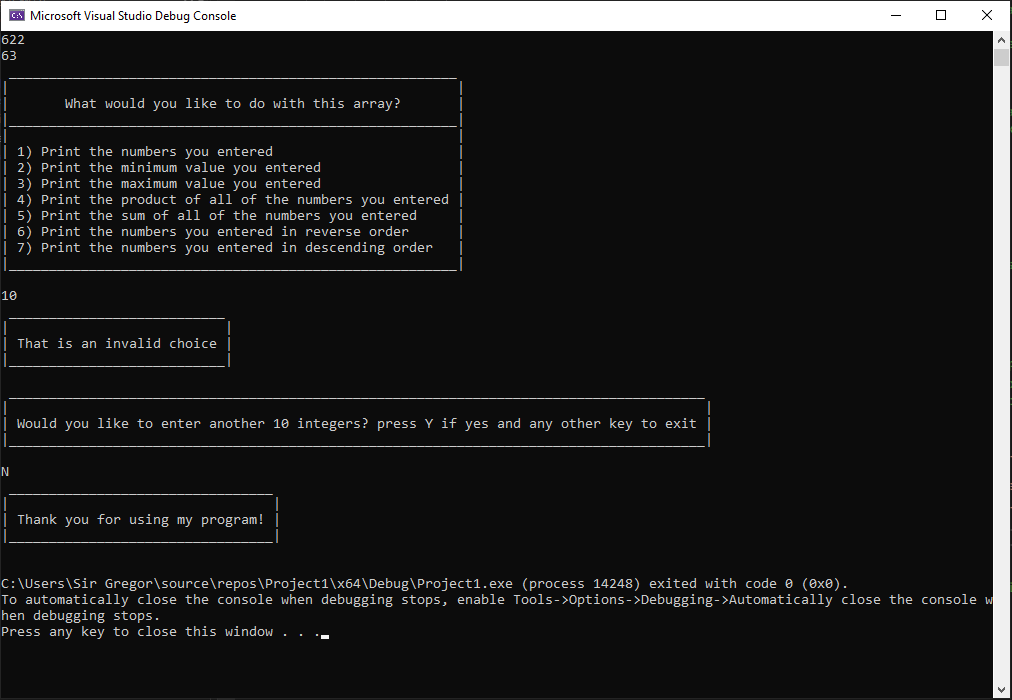 Microsoft Visual Studio Debug Console
622
63
What would you like to do with this array?
1) Print the numbers you entered
2) Print the minimum value you entered
3) Print the maximum value you entered
4) Print the product of all of the numbers you entered
5) Print the sum of all of the numbers you entered
6) Print the numbers you entered in reverse order
7) Print the numbers you entered in descending order
10
That is an invalid choice
Would you like to enter another 10 integers? press Y if yes and any other key to exit
N
Thank you for using my program!
C:\Users\Sir Gregor\source\repos\Project1\x64\Debug\Project1.exe (process 14248) exited with code 0 (0x0).
To automatically close the console when debugging stops, enable Tools->Options->Debugging->Automatically close the console w
hen debugging stops.
Press any key to close this window . . .